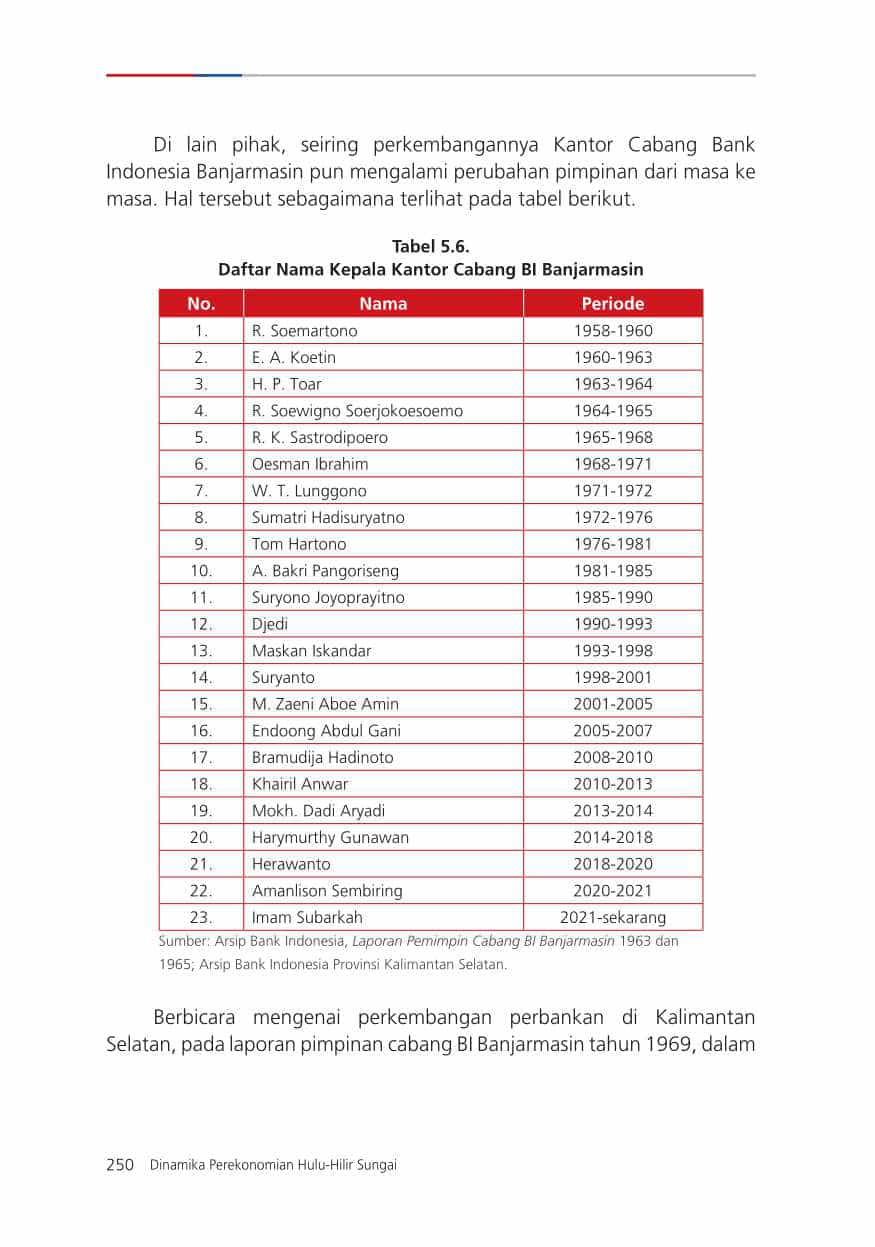 Di lain pihak, seiring perkembangannya Kantor Cabang Bank
Indonesia Banjarmasin pun mengalami perubahan pimpinan dari masa ke
masa. Hal tersebut sebagaimana terlihat pada tabel berikut.
Tabel 5.6.
Daftar Nama Kepala Kantor Cabang BI Banjarmasin
No. Nama Periode
1. R. Soemartono 1958-1960
2. E. A. Koetin 1960-1963
3. H. P. Toar 1963-1964
4. R. Soewigno Soerjokoesoemo 1964-1965
5. R. K. Sastrodipoero 1965-1968
6. Oesman Ibrahim 1968-1971
7. W. T. Lunggono 1971-1972
8. Sumatri Hadisuryatno 1972-1976
9. Tom Hartono 1976-1981
10. A. Bakri Pangoriseng 1981-1985
11. Suryono Joyoprayitno 1985-1990
12. Djedi 1990-1993
13. Maskan Iskandar 1993-1998
14. Suryanto 1998-2001
15. M. Zaeni Aboe Amin 2001-2005
16. Endoong Abdul Gani 2005-2007
17. Bramudija Hadinoto 2008-2010
18. Khairil Anwar 2010-2013
19. Mokh. Dadi Aryadi 2013-2014
20. Harymurthy Gunawan 2014-2018
21. Herawanto 2018-2020
22. Amanlison Sembiring 2020-2021
23. Imam Subarkah 2021-sekarang
Sumber: Arsip Bank Indonesia, Laporan Pemimpin Cabang BI Banjarmasin 1963 dan
1965; Arsip Bank Indonesia Provinsi Kalimantan Selatan.
Berbicara mengenai perkembangan perbankan di Kalimantan
Selatan, pada laporan pimpinan cabang BI Banjarmasin tahun 1969, dalam
250 Dinamika Perekonomian Hulu-Hilir Sungai